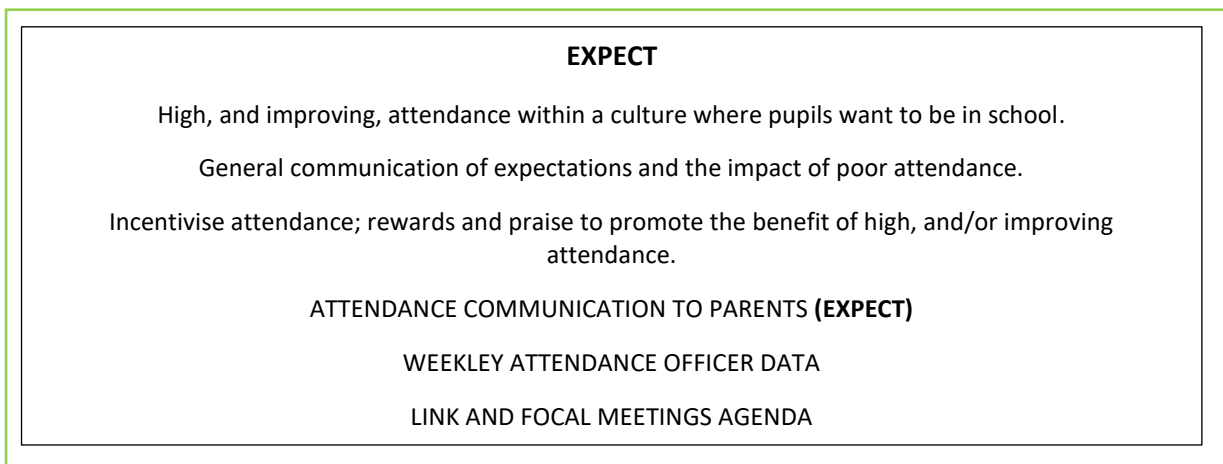 EXPECT
High, and improving, attendance within a culture where pupils want to be in school.
General communication of expectations and the impact of poor attendance.
Incentivise attendance; rewards and praise to promote the benefit of high, and/or improving
attendance.
ATTENDANCE COMMUNICATION TO PARENTS (EXPECT)
WEEKLEY ATTENDANCE OFFICER DATA
LINK AND FOCAL MEETINGS AGENDA